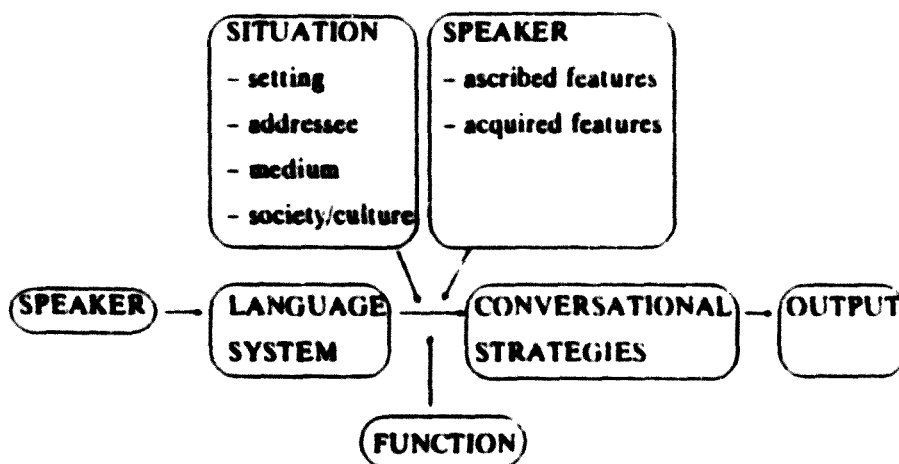 SITUATION
- setting
- addressee
- medium
- society/culture
SPEAKER
- ascribed features
- acquired features
SPEAKER
LANGUAGE
SYSTEM
CONVERSATIONAL
STRATEGIES
OUTPUT
FUNCTION